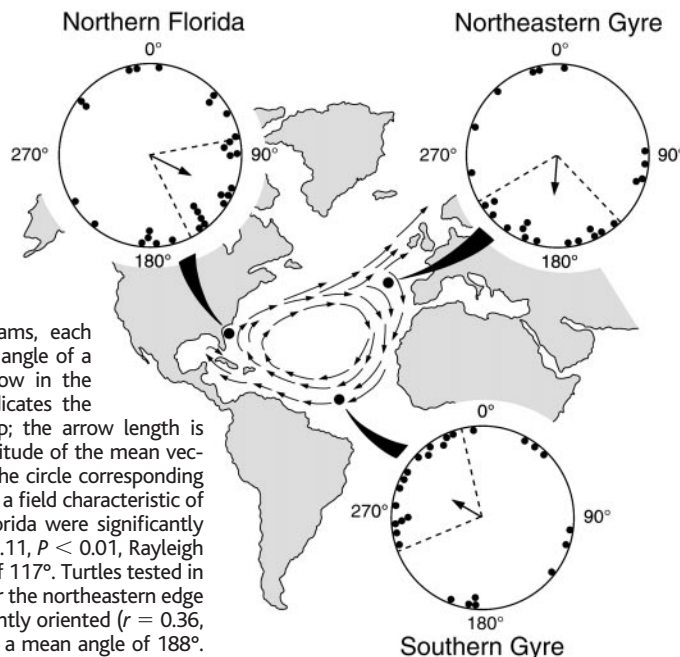 Northern Florida
Northeastern Gyre
0°
270°
90°
180°
0°
270°
90°
180°
ams, each
angle of a
ow in the
dicates the
p; the arrow length is
itude of the mean vec-
he circle corresponding
a field characteristic of
orida were significantly
.11, P < 0.01, Rayleigh
f 117°. Turtles tested in
r the northeastern edge
ntly oriented (r = 0.36,
a mean angle of 188°.
0°
270°
90°
180°
Southern Gyre